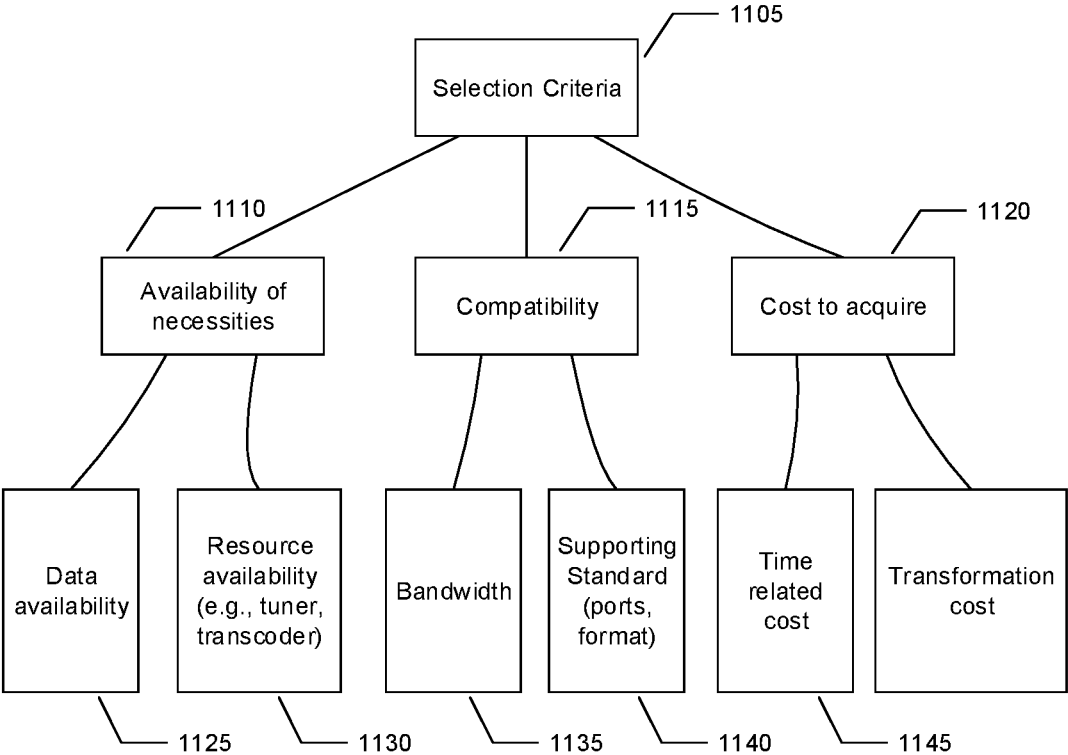 1105
Selection Criteria
1110
1115
1120
Availability of
necessities
Compatibility
Cost to acquire
Data
availability
Resource
availability
(e.g., tuner,
transcoder)
Bandwidth
Supporting
Standard
(ports,
format)
Time
related
cost
Transformation
cost
1125
1130
1135
1140
1145